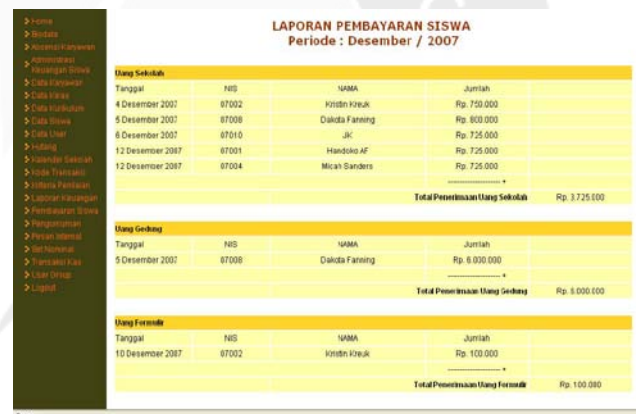 Home
Biodata
Absensi Karyawan
Administrasi
Keuangan Siswa
Data Karyawan
Data Kelas
Data Kurikulum
Data Siswa
Data User
Hutang
Kalender Sekolah
Kode Transaksi
Kriteria Penilaian
Laporan Keuangan
Pembayaran Siswa
Pengumuman
Pesan Internal
Set Nominal
Transaksi Kas
User Group
Logout
LAPORAN PEMBAYARAN SISWA
Periode : Desember / 2007
Uang Sekolah
Tanggal NIS NAMA Jumlah
4 Desember 2007 07002 Kristin Kreuk Rp. 750.000
5 Desember 2007 07008 Dakota Fanning Rp. 800.000
6 Desember 2007 07010 JK Rp. 725.000
12 Desember 2007 07001 Handoko AF Rp. 725.000
12 Desember 2007 07004 Micah Sanders Rp. 725.000
-------------------- +
Total Penerimaan Uang Sekolah Rp. 3.725.000
Uang Gedung
Tanggal NIS NAMA Jumlah
5 Desember 2007 07008 Dakota Fanning Rp. 6.000.000
-------------------- +
Total Penerimaan Uang Gedung Rp. 6.000.000
Uang Formulir
Tanggal NIS NAMA Jumlah
10 Desember 2007 07002 Kristin Kreuk Rp. 100.000
-------------------- +
Total Penerimaan Uang Formulir Rp. 100.000